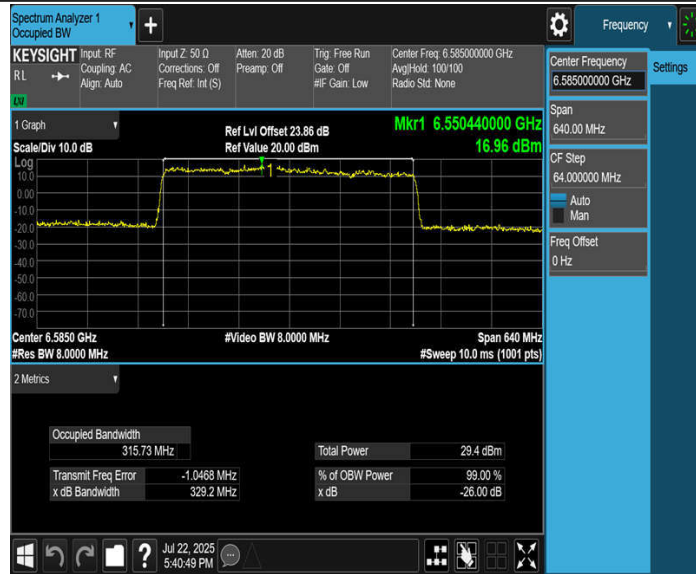 Spectrum Analyzer 1
Occupied BW
+
Frequency
KEYSIGHT
RL
LXI
Input: RF
Coupling: AC
Align: Auto
Input Z: 50 Ω
Corrections: Off
Freq Ref: Int (S)
Atten: 20 dB
Preamp: Off
Trig: Free Run
Gate: Off
#IF Gain: Low
Center Freq: 6.585000000 GHz
Avg|Hold: 100/100
Radio Std: None
Center Frequency
6.585000000 GHz
Settings
Span
640.00 MHz
CF Step
64.000000 MHz
Auto
Man
Freq Offset
0 Hz
1 Graph
Scale/Div 10.0 dB
Ref Lvl Offset 23.86 dB
Ref Value 20.00 dBm
Mkr1 6.550440000 GHz
16.96 dBm
Log
10.0
0.00
-10.0
-20.0
-30.0
-40.0
-50.0
-60.0
-70.0
1
Center 6.5850 GHz
#Res BW 8.0000 MHz
#Video BW 8.0000 MHz
Span 640 MHz
#Sweep 10.0 ms (1001 pts)
2 Metrics
Occupied Bandwidth
315.73 MHz
Total Power 29.4 dBm
Transmit Freq Error -1.0468 MHz
% of OBW Power 99.00 %
x dB Bandwidth 329.2 MHz
x dB -26.00 dB
?
Jul 22, 2025
5:40:49 PM